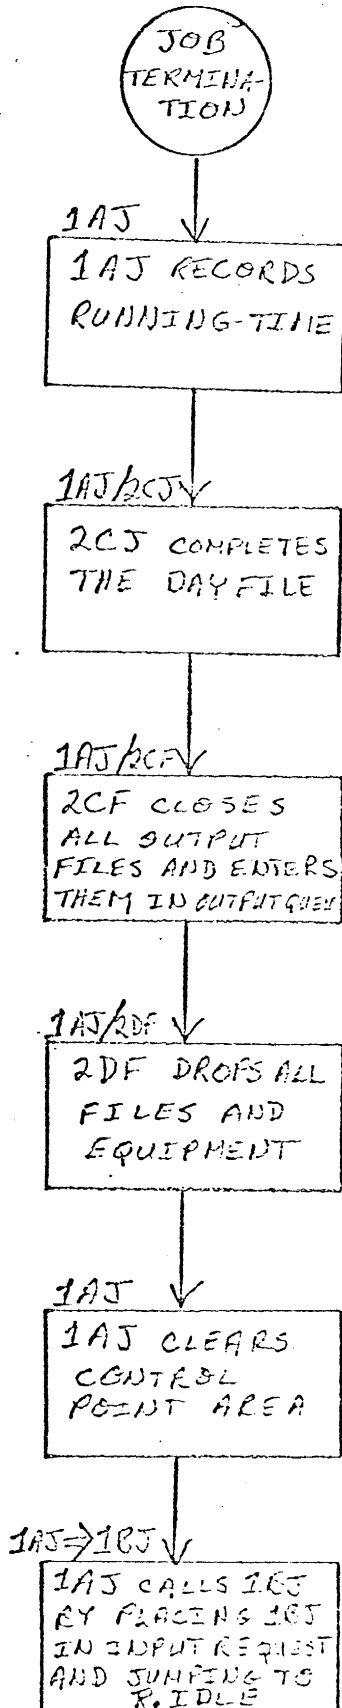 JOB
TERMINA-
TION
1AJ
1AJ RECORDS
RUNNING-TIME
1AJ/2CJ
2CJ COMPLETES
THE DAYFILE
1AJ/2CF
2CF CLOSES
ALL OUTPUT
FILES AND ENTERS
THEM IN OUTPUT QUEUE
1AJ/2DF
2DF DROPS ALL
FILES AND
EQUIPMENT
1AJ
1AJ CLEARS
CONTROL
POINT AREA
1AJ⇒1BJ
1AJ CALLS 1BJ
BY PLACING 1BJ
IN INPUT REQUEST
AND JUMPING TO
R.IDLE